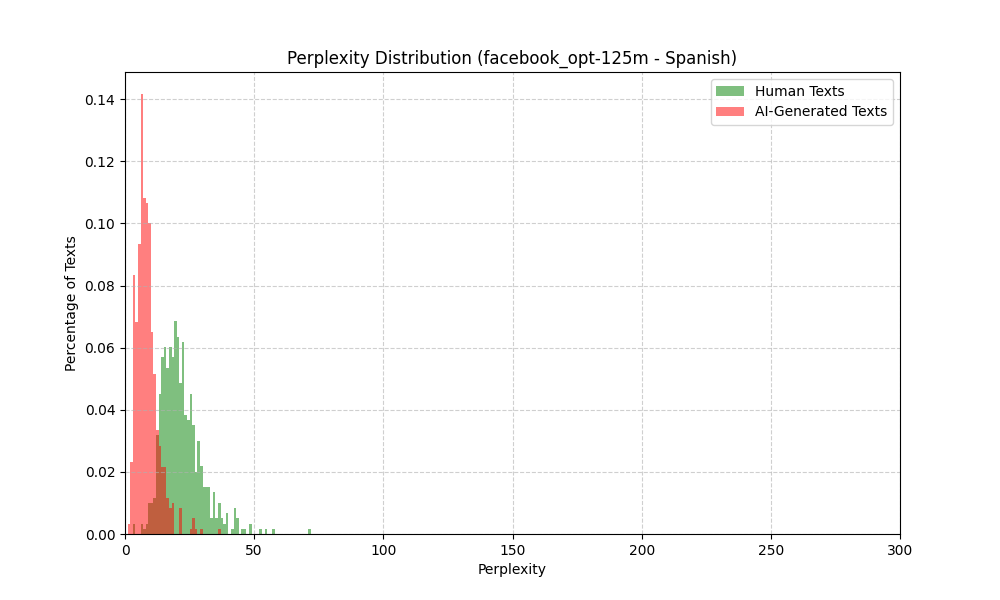 Perplexity Distribution (facebook_opt-125m - Spanish)
Human Texts
AI-Generated Texts
Percentage of Texts
0.14
0.12
0.10
0.08
0.06
0.04
0.02
0.00
0 50 100 150 200 250 300
Perplexity